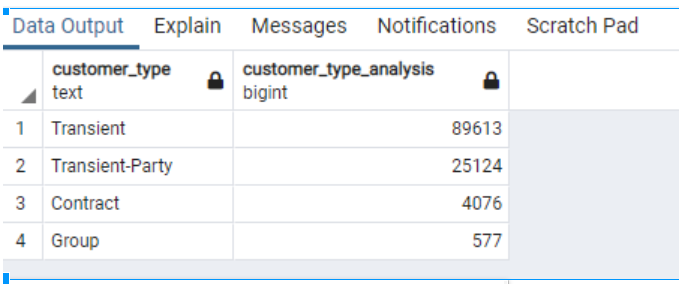 Data Output Explain Messages Notifications Scratch Pad
customer_type customer_type_analysis
text bigint
1 Transient 89613
2 Transient-Party 25124
3 Contract 4076
4 Group 577